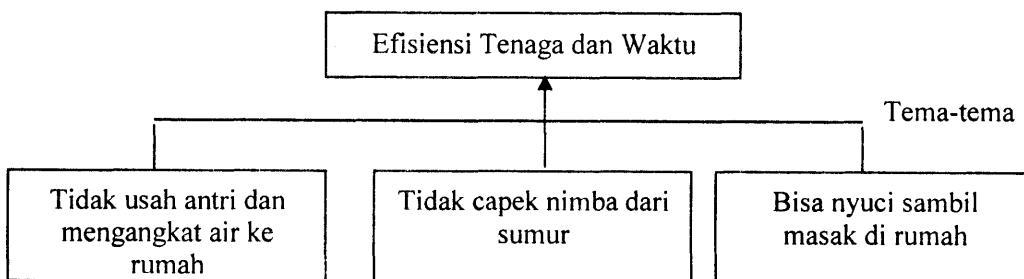 Efisiensi Tenaga dan Waktu
Tema-tema
Tidak usah antri dan
mengangkat air ke
rumah
Tidak capek nimba dari
sumur
Bisa nyuci sambil
masak di rumah